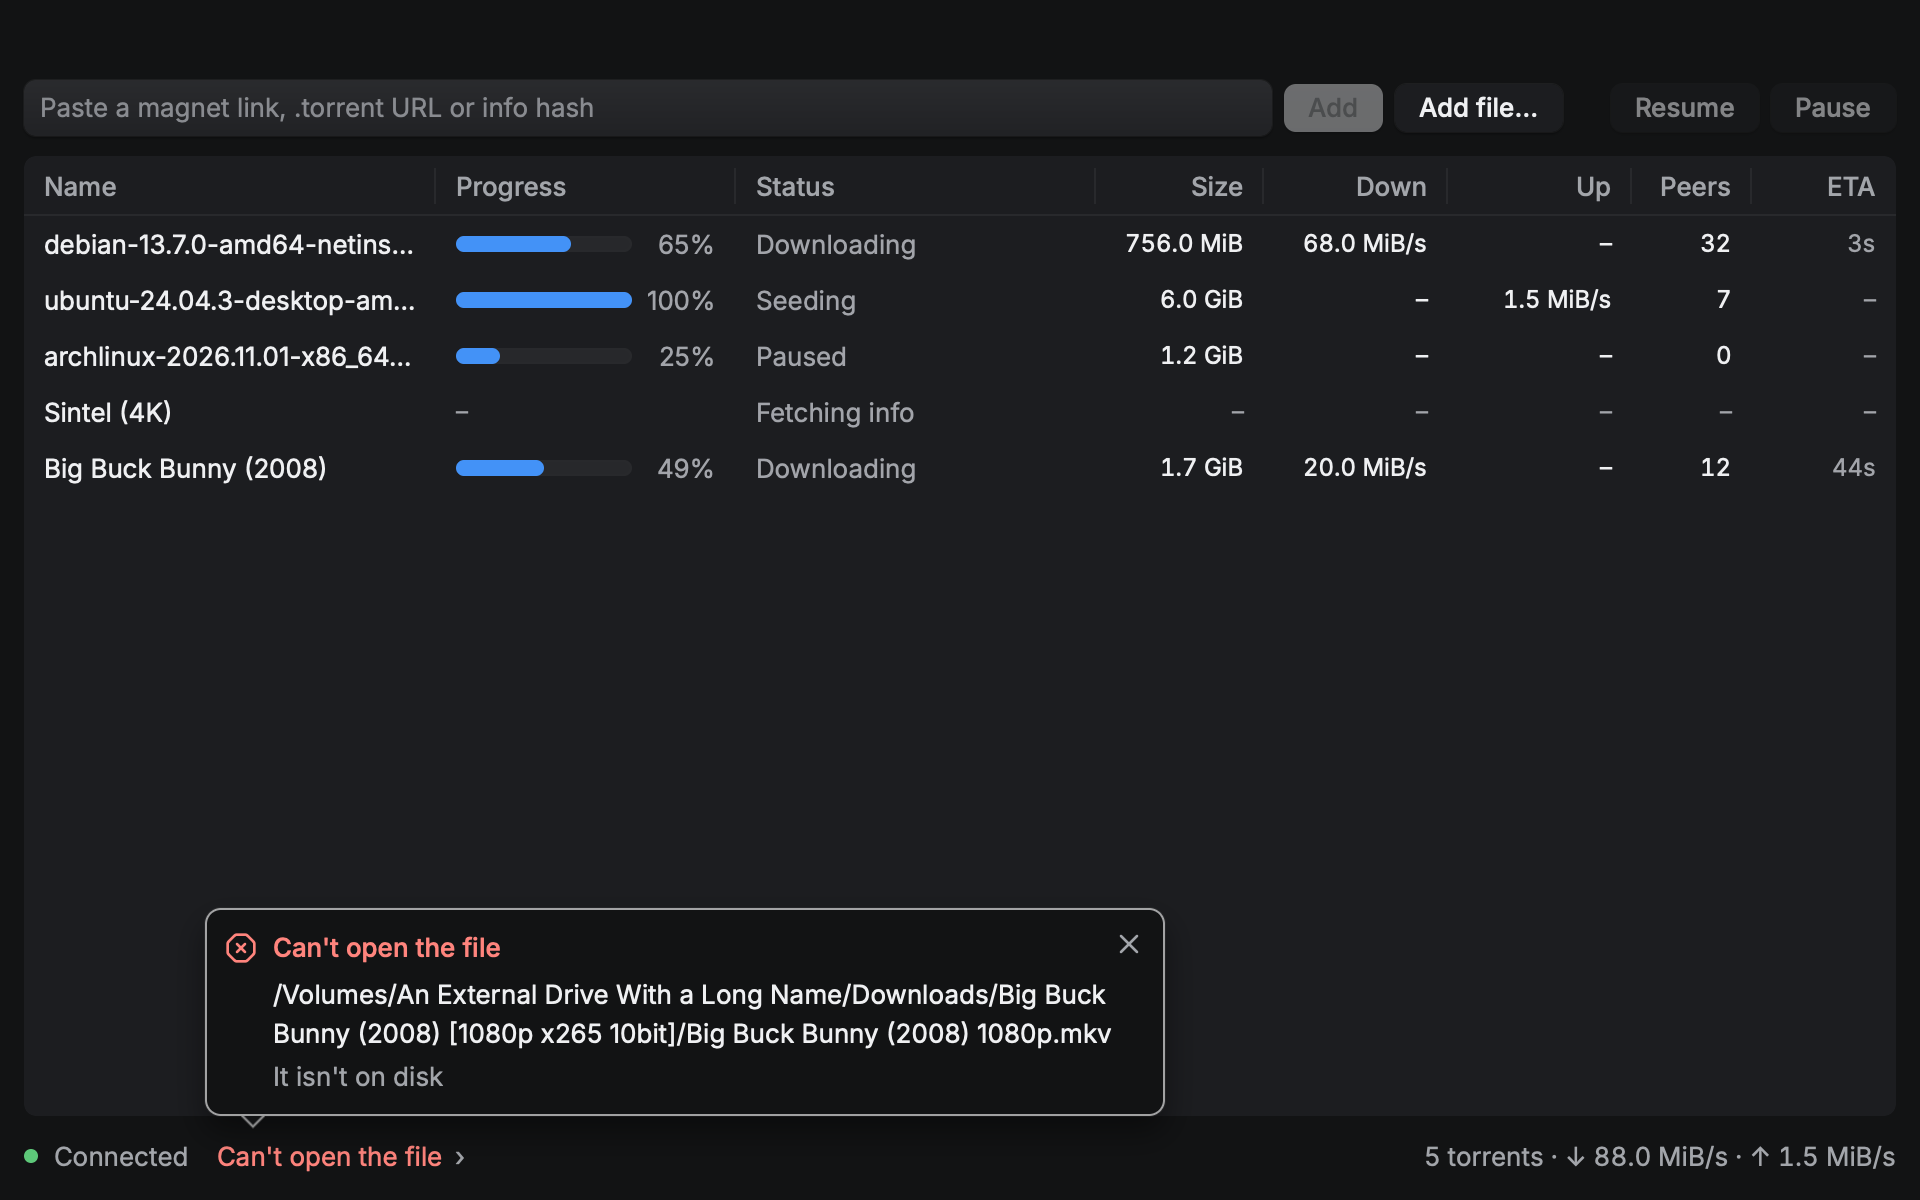 Paste a magnet link, .torrent URL or info hash
Add
Add file...
Resume
Pause
Name Progress Status Size Down Up Peers ETA
debian-13.7.0-amd64-netins... 65% Downloading 756.0 MiB 68.0 MiB/s – 32 3s
ubuntu-24.04.3-desktop-am... 100% Seeding 6.0 GiB – 1.5 MiB/s 7 –
archlinux-2026.11.01-x86_64... 25% Paused 1.2 GiB – – 0 –
Sintel (4K) – Fetching info – – – – –
Big Buck Bunny (2008) 49% Downloading 1.7 GiB 20.0 MiB/s – 12 44s
Can't open the file
/Volumes/An External Drive With a Long Name/Downloads/Big Buck
Bunny (2008) [1080p x265 10bit]/Big Buck Bunny (2008) 1080p.mkv
It isn't on disk
Connected Can't open the file ›
5 torrents · ↓ 88.0 MiB/s · ↑ 1.5 MiB/s